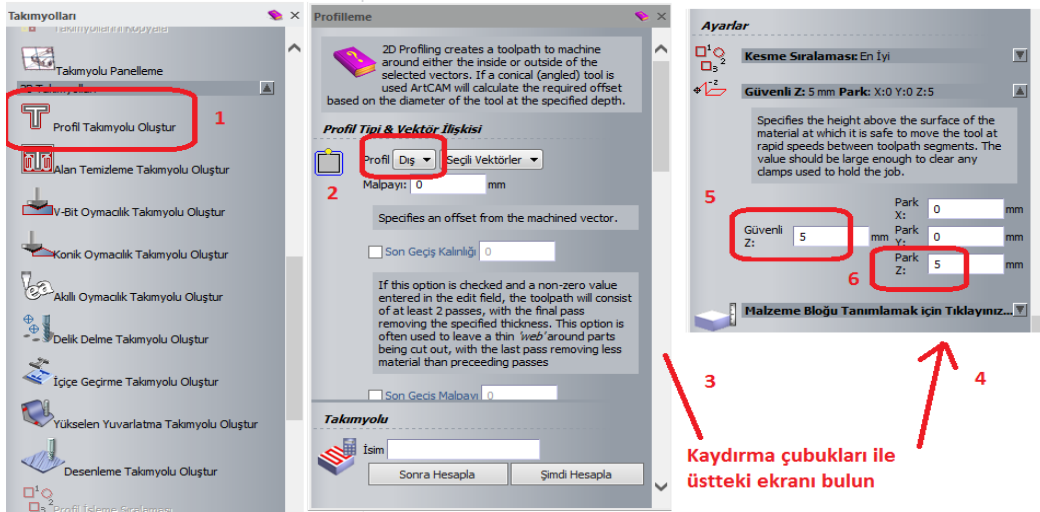 Takımyolları
Takımyollarını Kopyala
Takımyolu Panelleme
2D Takımyolları
Profil Takımyolu Oluştur
1
Alan Temizleme Takımyolu Oluştur
V-Bit Oymacılık Takımyolu Oluştur
Konik Oymacılık Takımyolu Oluştur
Akıllı Oymacılık Takımyolu Oluştur
Delik Delme Takımyolu Oluştur
İçiçe Geçirme Takımyolu Oluştur
Yükselen Yuvarlatma Takımyolu Oluştur
Desenleme Takımyolu Oluştur
Profil İşleme Sıralaması
Profilleme
2D Profiling creates a toolpath to machine
around either the inside or outside of the
selected vectors. If a conical (angled) tool is
used ArtCAM will calculate the required offset
based on the diameter of the tool at the specified depth.
Profil Tipi & Vektör İlişkisi
Profil Dış Seçili Vektörler
2
Malpayı: 0 mm
Specifies an offset from the machined vector.
Son Geçiş Kalınlığı 0
If this option is checked and a non-zero value
entered in the edit field, the toolpath will consist
of at least 2 passes, with the final pass
removing the specified thickness. This option is
often used to leave a thin 'web' around parts
being cut out, with the last pass removing less
material than preceeding passes
Son Geçiş Malpayı 0
Takımyolu
İsim
Sonra Hesapla Şimdi Hesapla
Ayarlar
Kesme Sıralaması: En İyi
Güvenli Z: 5 mm Park: X:0 Y:0 Z:5
Specifies the height above the surface of the
material at which it is safe to move the tool at
rapid speeds between toolpath segments. The
value should be large enough to clear any
clamps used to hold the job.
5
Park X: 0 mm
Güvenli Z: 5 mm
Park Y: 0 mm
6
Park Z: 5 mm
Malzeme Bloğu Tanımlamak için Tıklayınız...
3
4
Kaydırma çubukları ile
üstteki ekranı bulun